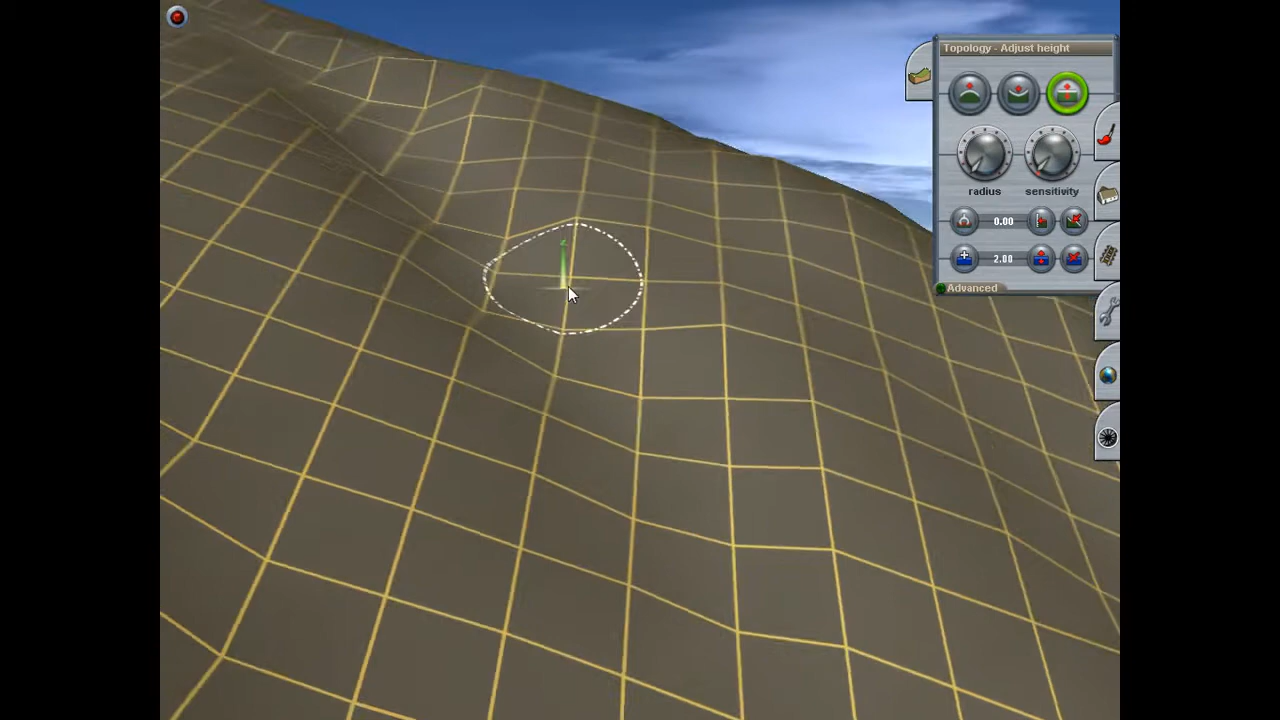 Topology - Adjust height
radius sensitivity
0.00
2.00
Advanced